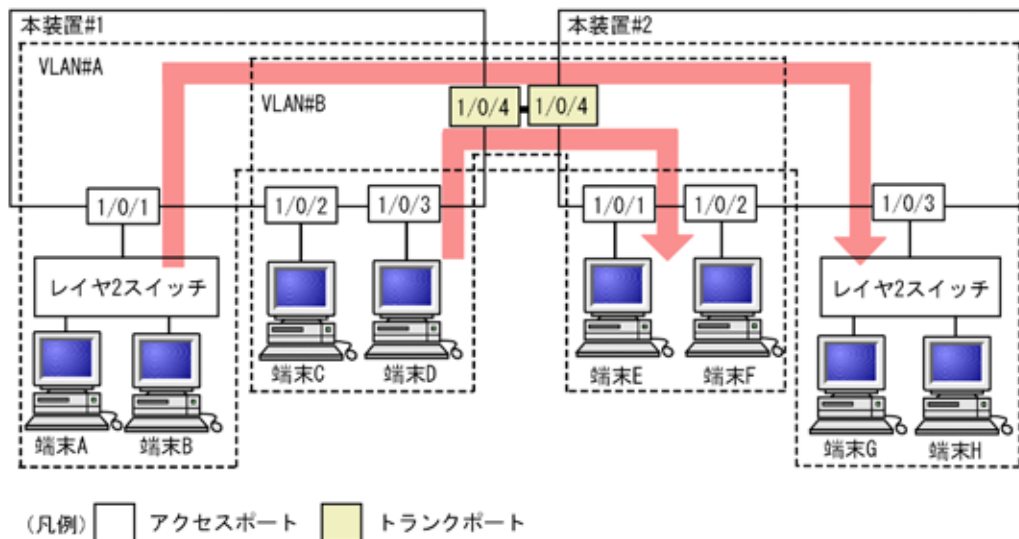 本装置#1
本装置#2
VLAN#A
VLAN#B
1/0/4
1/0/4
1/0/1
1/0/2
1/0/3
1/0/1
1/0/2
1/0/3
レイヤ2スイッチ
レイヤ2スイッチ
端末A
端末B
端末C
端末D
端末E
端末F
端末G
端末H
(凡例)
アクセスポート
トランクポート